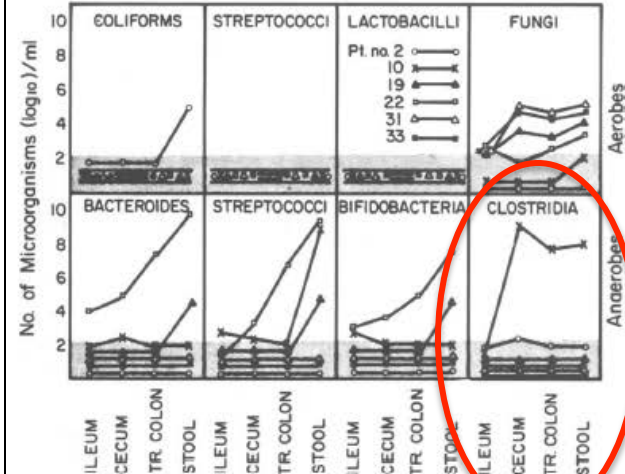 No. of Microorganisms (log10)/ml
COLIFORMS STREPTOCOCCI LACTOBACILLI FUNGI
10
8
6
4
2
Pt. no. 2
10
19
22
31
33
Aerobes
BACTEROIDES STREPTOCOCCI BIFIDOBACTERIA CLOSTRIDIA
10
8
6
4
2
Anaerobes
ILEUM CECUM TR. COLON STOOL ILEUM CECUM TR. COLON STOOL ILEUM CECUM TR. COLON STOOL ILEUM CECUM TR. COLON STOOL